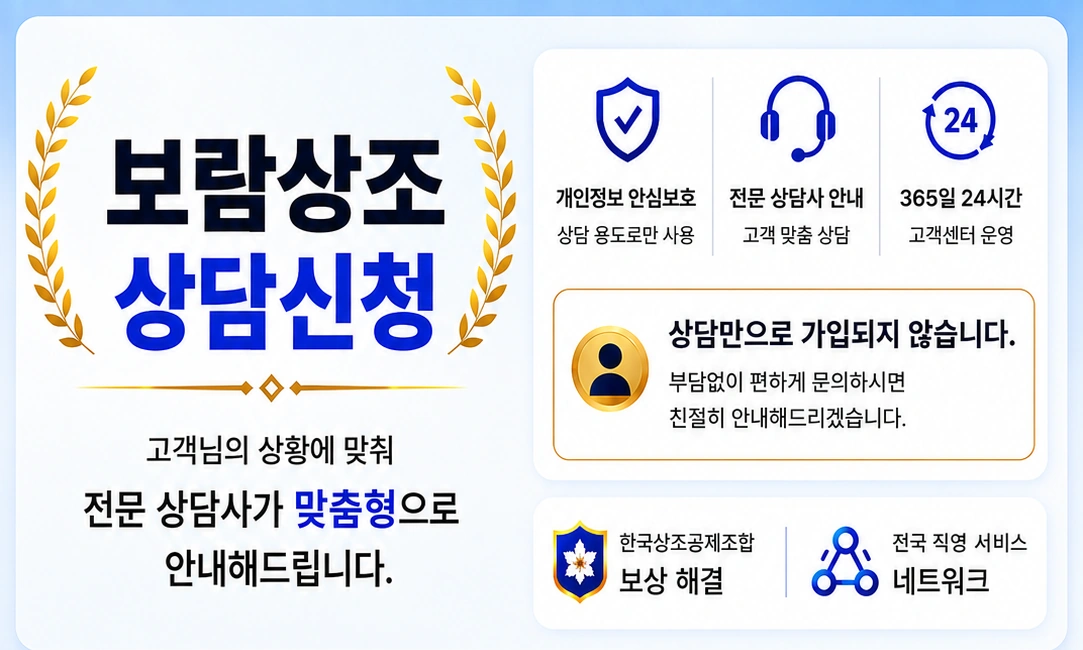 보람상조
상담신청
고객님의 상황에 맞춰
전문 상담사가 맞춤형으로
안내해드립니다.
개인정보 안심보호
상담 용도로만 사용
전문 상담사 안내
고객 맞춤 상담
24
365일 24시간
고객센터 운영
상담만으로 가입되지 않습니다.
부담없이 편하게 문의하시면
친절히 안내해드리겠습니다.
한국상조공제조합
보상 해결
전국 직영 서비스
네트워크